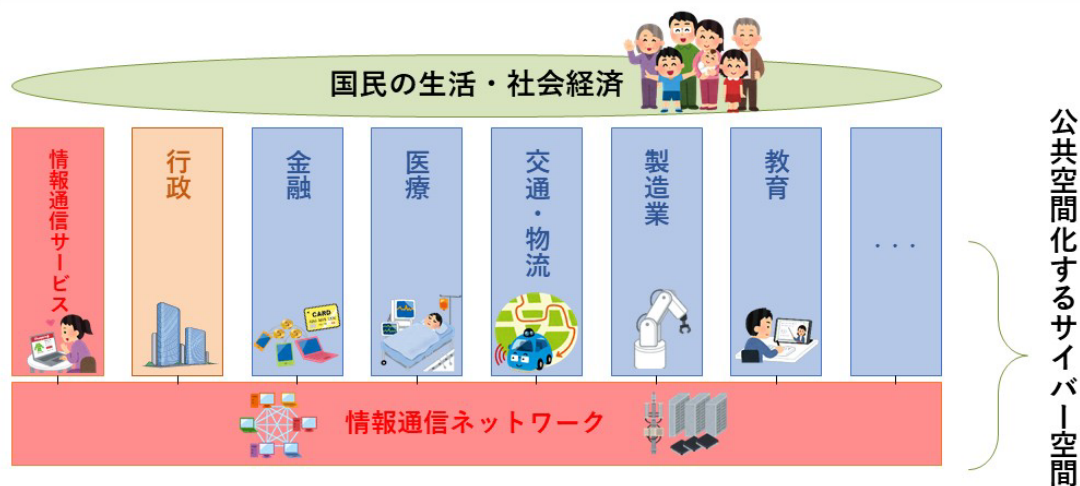 国民の生活・社会経済
情報通信サービス
行政
金融
医療
交通・物流
製造業
教育
・・・
CARD
情報通信ネットワーク
公共空間化するサイバー空間